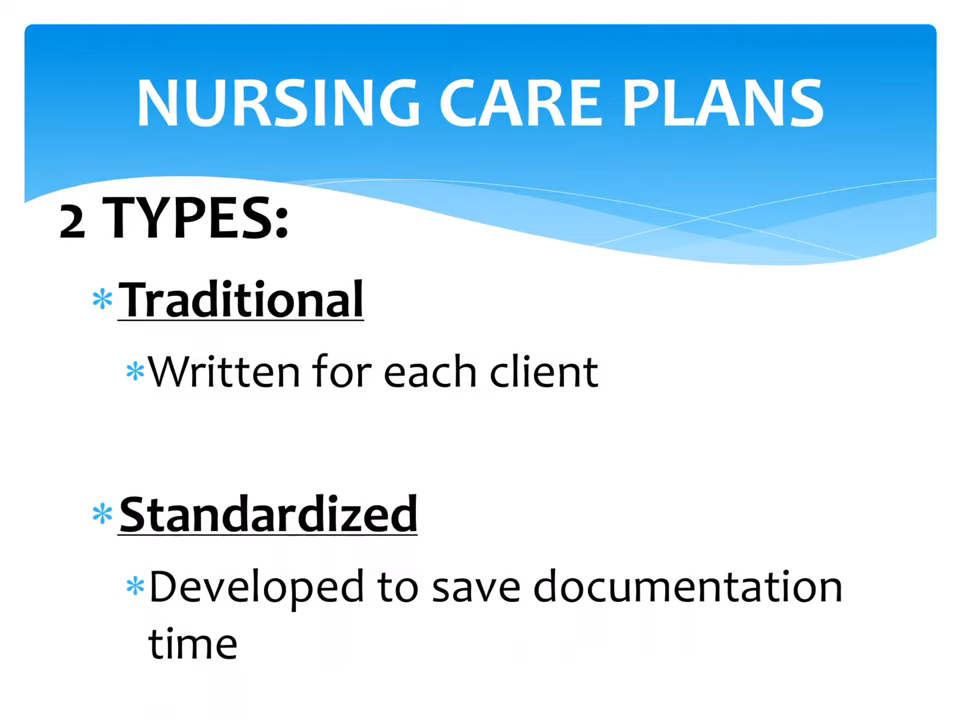 NURSING CARE PLANS
2 TYPES:
*Traditional
*Written for each client
*Standardized
*Developed to save documentation
time